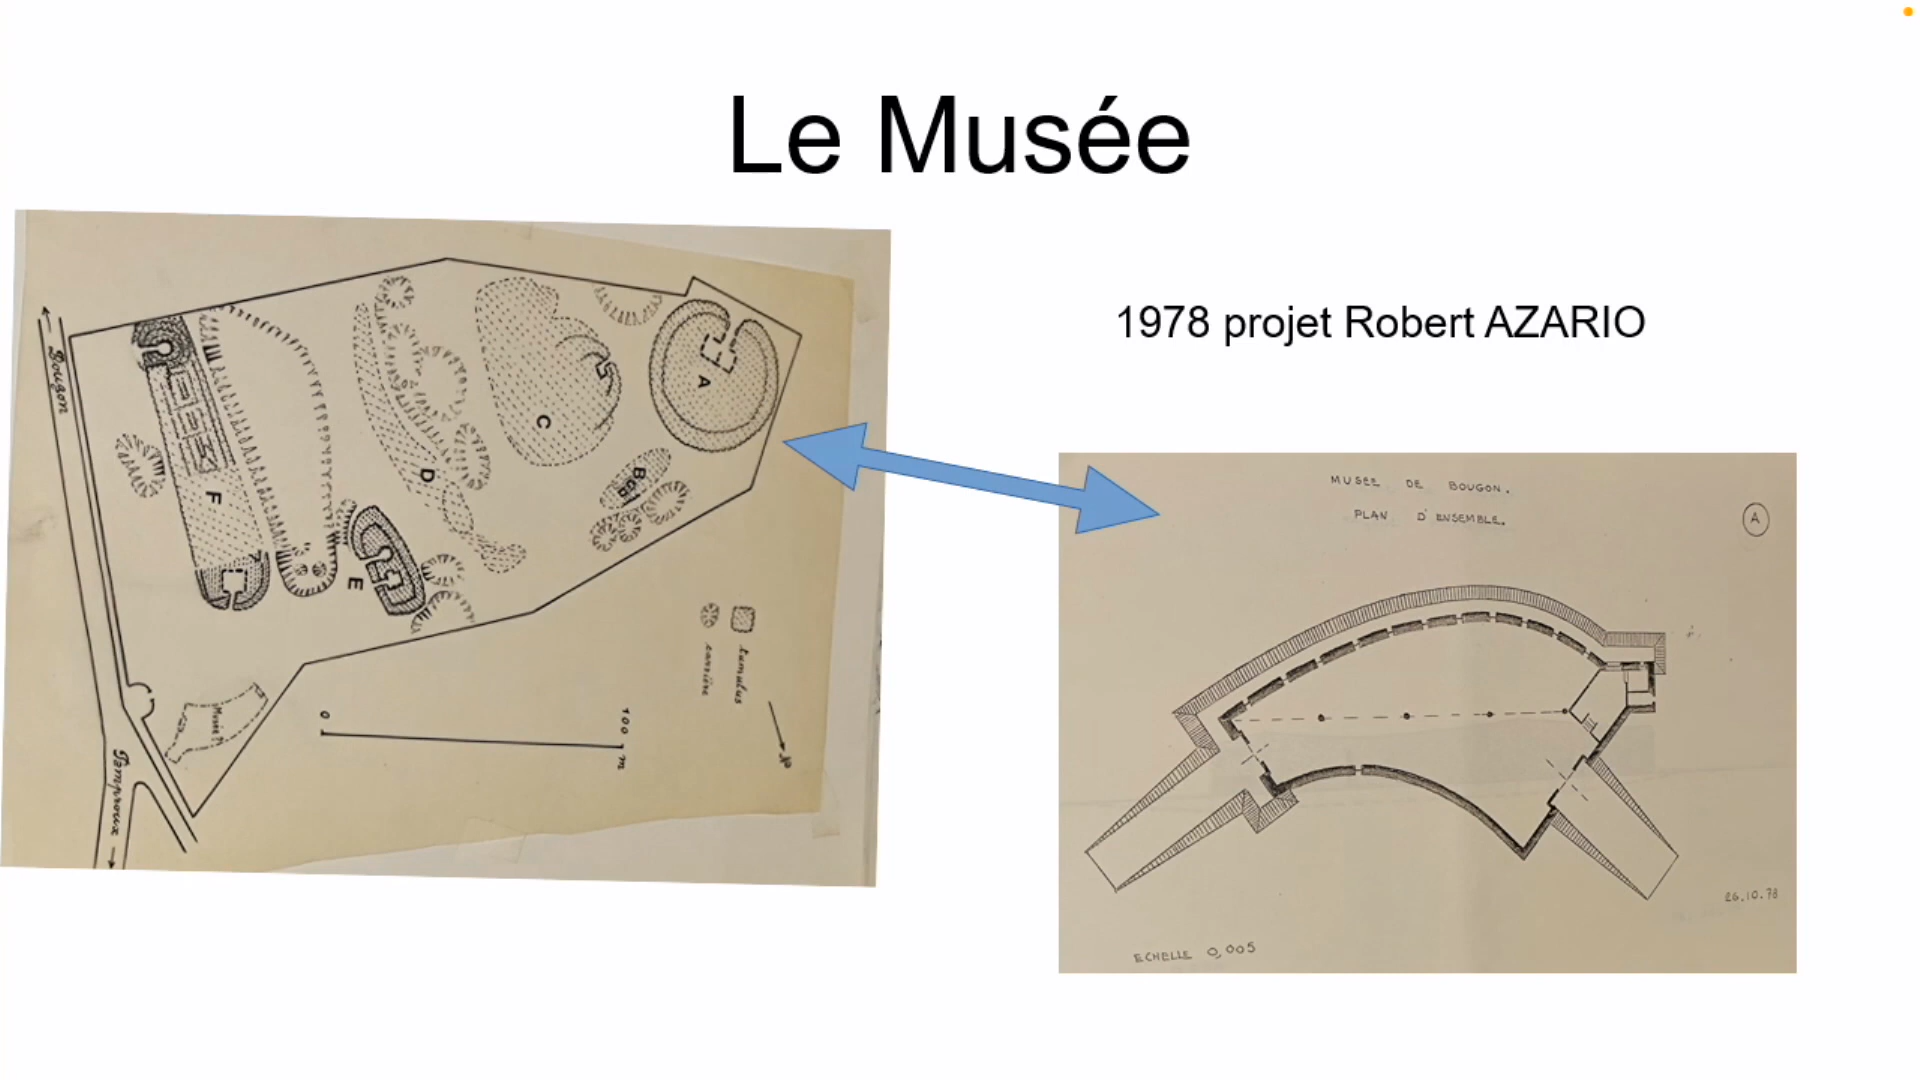 Le Musée
1978 projet Robert AZARIO
Bougon
A
C
B
D
F
E
tumulus
carrière
Musée?
0
100 m
N
Pamproux
MUSEE DE BOUGON.
PLAN D'ENSEMBLE.
A
26.10.78
ECHELLE 0,005